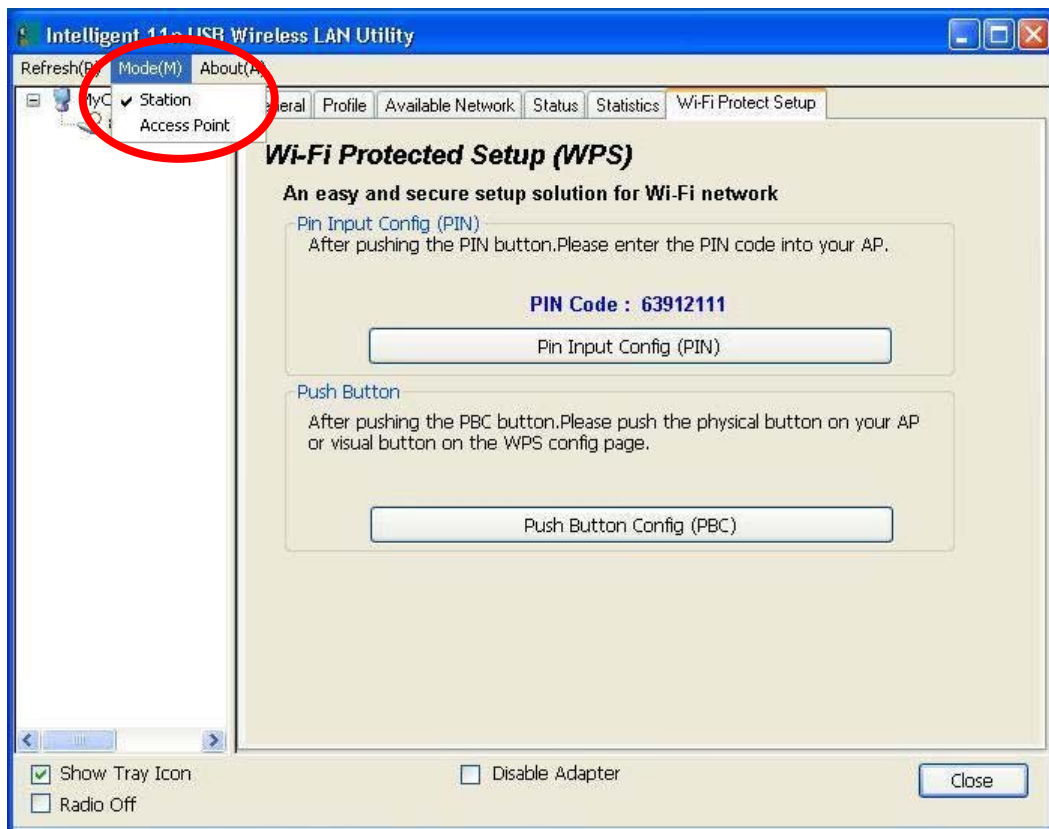 Intelligent 11n USB Wireless LAN Utility
Refresh(R) Mode(M) About(A)
Station
Access Point
MyC
eral Profile Available Network Status Statistics Wi-Fi Protect Setup
Wi-Fi Protected Setup (WPS)
An easy and secure setup solution for Wi-Fi network
Pin Input Config (PIN)
After pushing the PIN button.Please enter the PIN code into your AP.
PIN Code : 63912111
Pin Input Config (PIN)
Push Button
After pushing the PBC button.Please push the physical button on your AP
or visual button on the WPS config page.
Push Button Config (PBC)
Show Tray Icon
Disable Adapter
Radio Off
Close